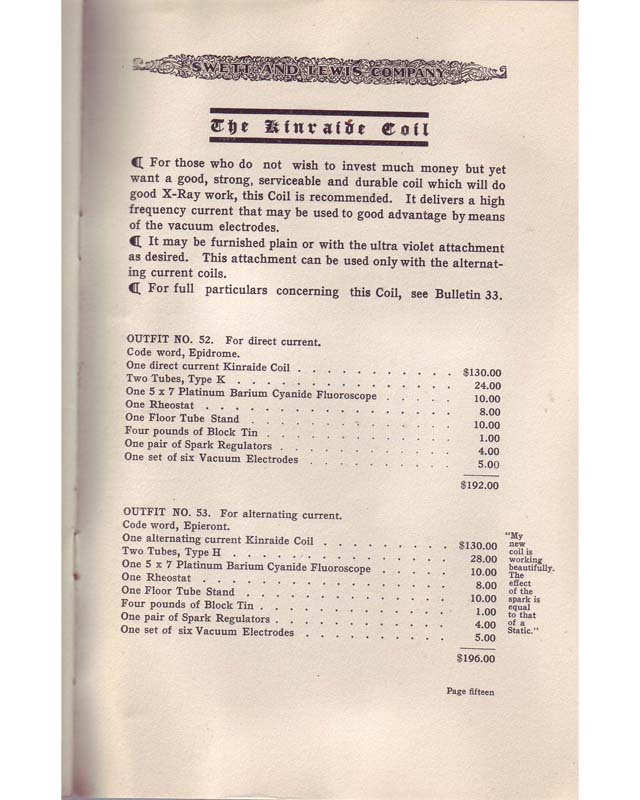 SWETT AND LEWIS COMPANY
The Kinraide Coil
¶ For those who do not wish to invest much money but yet
want a good, strong, serviceable and durable coil which will do
good X-Ray work, this Coil is recommended. It delivers a high
frequency current that may be used to good advantage by means
of the vacuum electrodes.
¶ It may be furnished plain or with the ultra violet attachment
as desired. This attachment can be used only with the alternat-
ing current coils.
¶ For full particulars concerning this Coil, see Bulletin 33.
OUTFIT NO. 52. For direct current.
Code word, Epidrome.
One direct current Kinraide Coil . . . . . . . . . . . $130.00
Two Tubes, Type K . . . . . . . . . . . . . . 24.00
One 5 x 7 Platinum Barium Cyanide Fluoroscope . . . . . 10.00
One Rheostat . . . . . . . . . . . . . . . . 8.00
One Floor Tube Stand . . . . . . . . . . . . . 10.00
Four pounds of Block Tin . . . . . . . . . . . . 1.00
One pair of Spark Regulators . . . . . . . . . . . 4.00
One set of six Vacuum Electrodes . . . . . . . . . 5.00
$192.00
OUTFIT NO. 53. For alternating current.
Code word, Epieront.
One alternating current Kinraide Coil . . . . . . . . $130.00
Two Tubes, Type H . . . . . . . . . . . . . . 28.00
One 5 x 7 Platinum Barium Cyanide Fluoroscope . . . . . 10.00
One Rheostat . . . . . . . . . . . . . . . . 8.00
One Floor Tube Stand . . . . . . . . . . . . . 10.00
Four pounds of Block Tin . . . . . . . . . . . . 1.00
One pair of Spark Regulators . . . . . . . . . . . 4.00
One set of six Vacuum Electrodes . . . . . . . . . 5.00
$196.00
"My
new
coil is
working
beautifully.
The
effect
of the
spark is
equal
to that
of a
Static."
Page fifteen